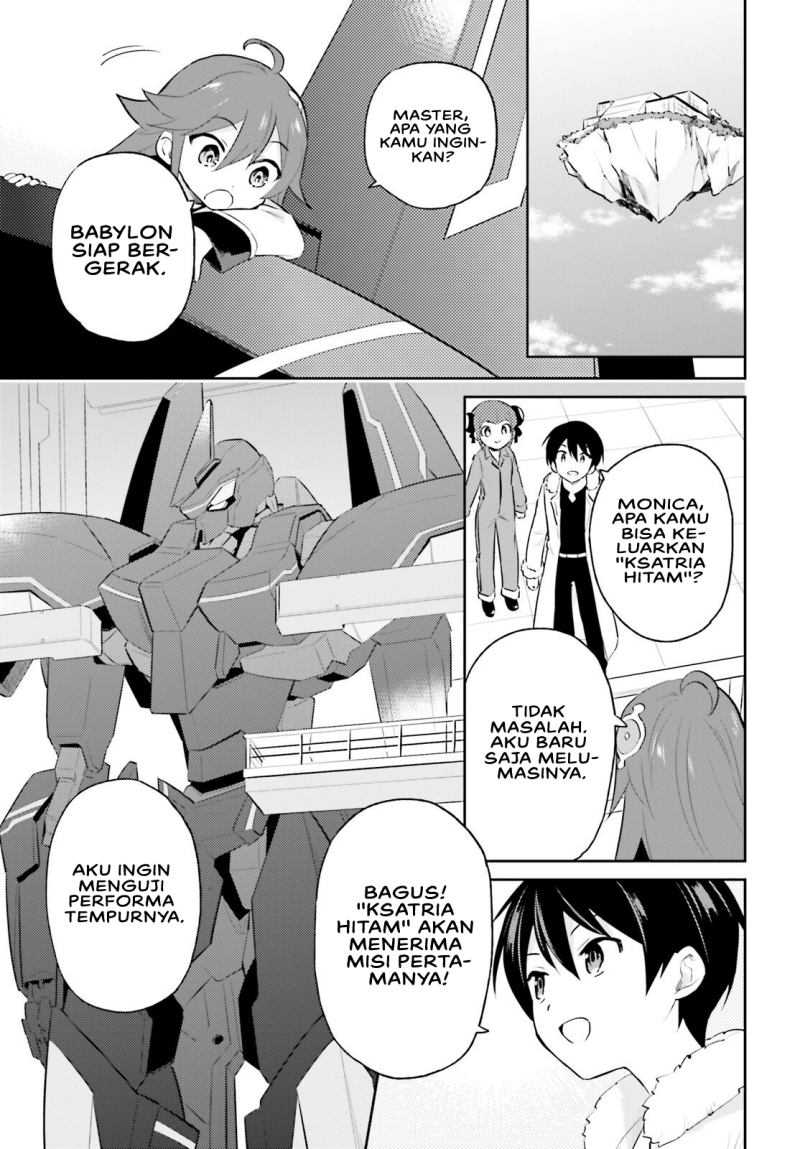 MASTER,
APA YANG
KAMU INGIN-
KAN?
BABYLON
SIAP BER-
GERAK.
MONICA,
APA KAMU
BISA KE-
LUARKAN
"KSATRIA
HITAM"?
TIDAK
MASALAH.
AKU BARU
SAJA MELU-
MASINYA.
BAGUS!
"KSATRIA
HITAM" AKAN
MENERIMA
MISI PERTA-
MANYA!
AKU INGIN
MENGUJI
PERFORMA
TEMPURNYA.